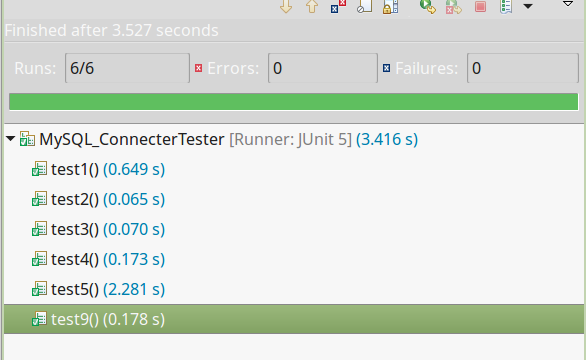 Finished after 3.527 seconds
Runs: 6/6 Errors: 0 Failures: 0
MySQL_ConnecterTester [Runner: JUnit 5] (3.416 s)
test1() (0.649 s)
test2() (0.065 s)
test3() (0.070 s)
test4() (0.173 s)
test5() (2.281 s)
test9() (0.178 s)